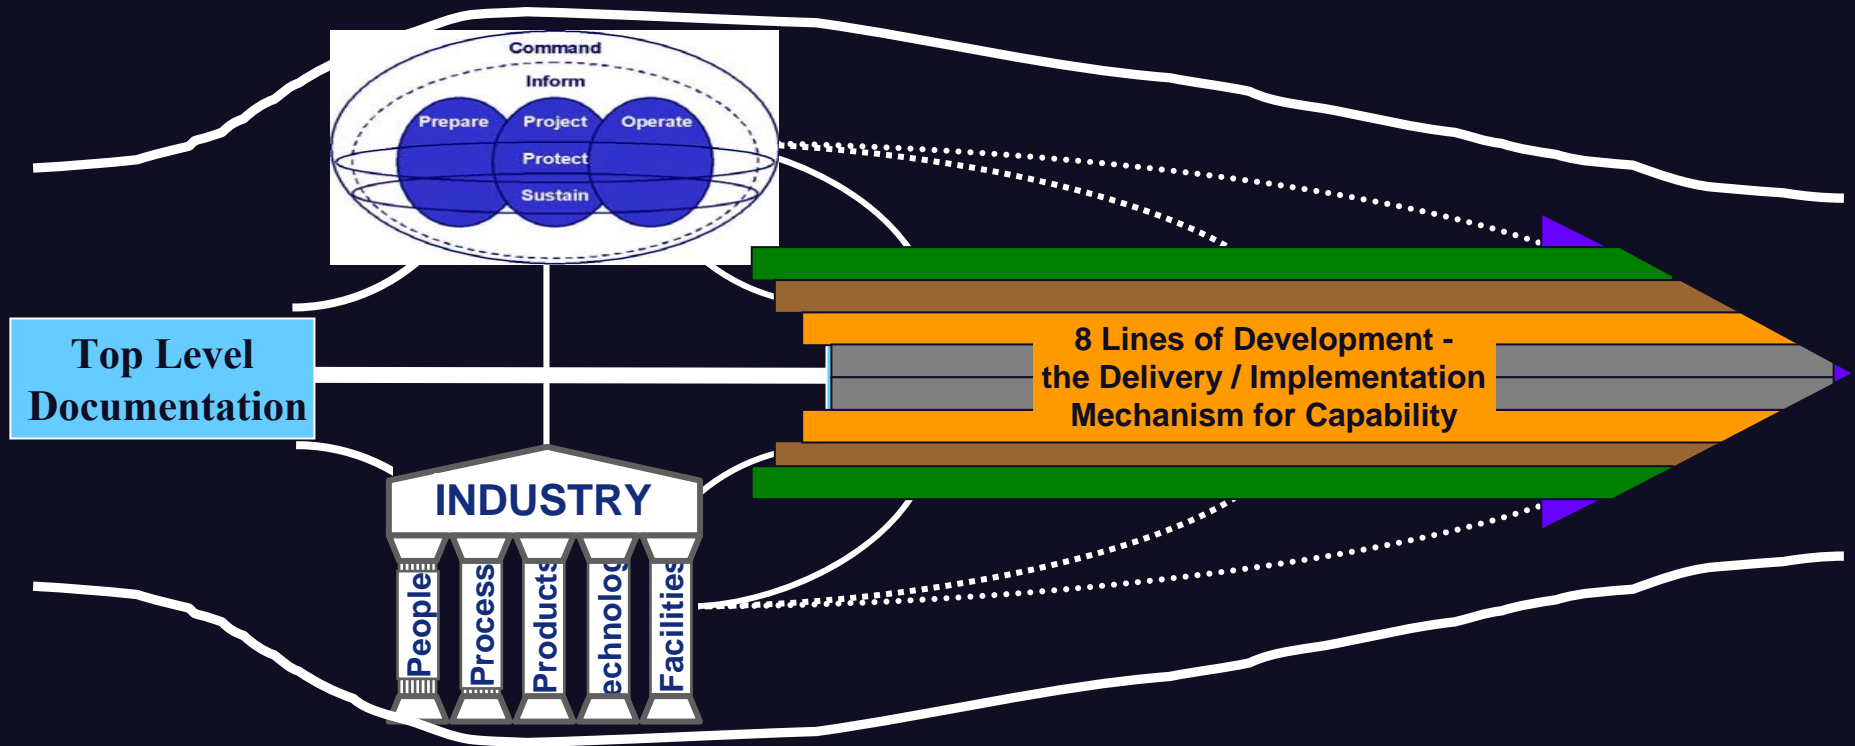 Command
Inform
Prepare Project Operate
Protect
Sustain
Top Level
Documentation
8 Lines of Development -
the Delivery / Implementation
Mechanism for Capability
INDUSTRY
People
Process
Products
echnolog
Facilities